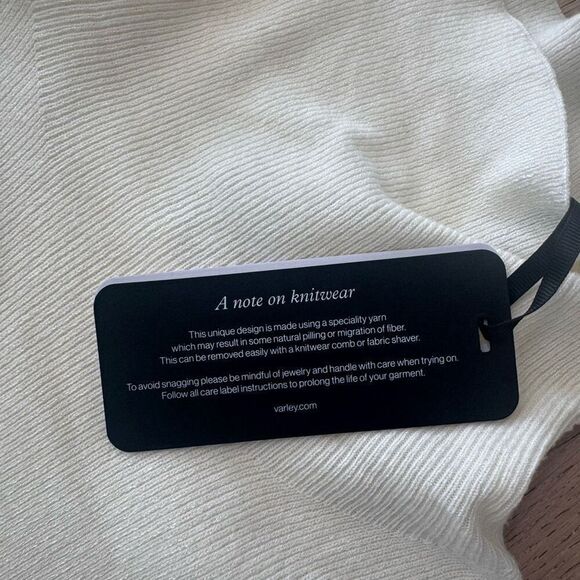 A note on knitwear
This unique design is made using a speciality yarn
which may result in some natural pilling or migration of fiber.
This can be removed easily with a knitwear comb or fabric shaver.
To avoid snagging please be mindful of jewelry and handle with care when trying on.
Follow all care label instructions to prolong the life of your garment.
varley.com